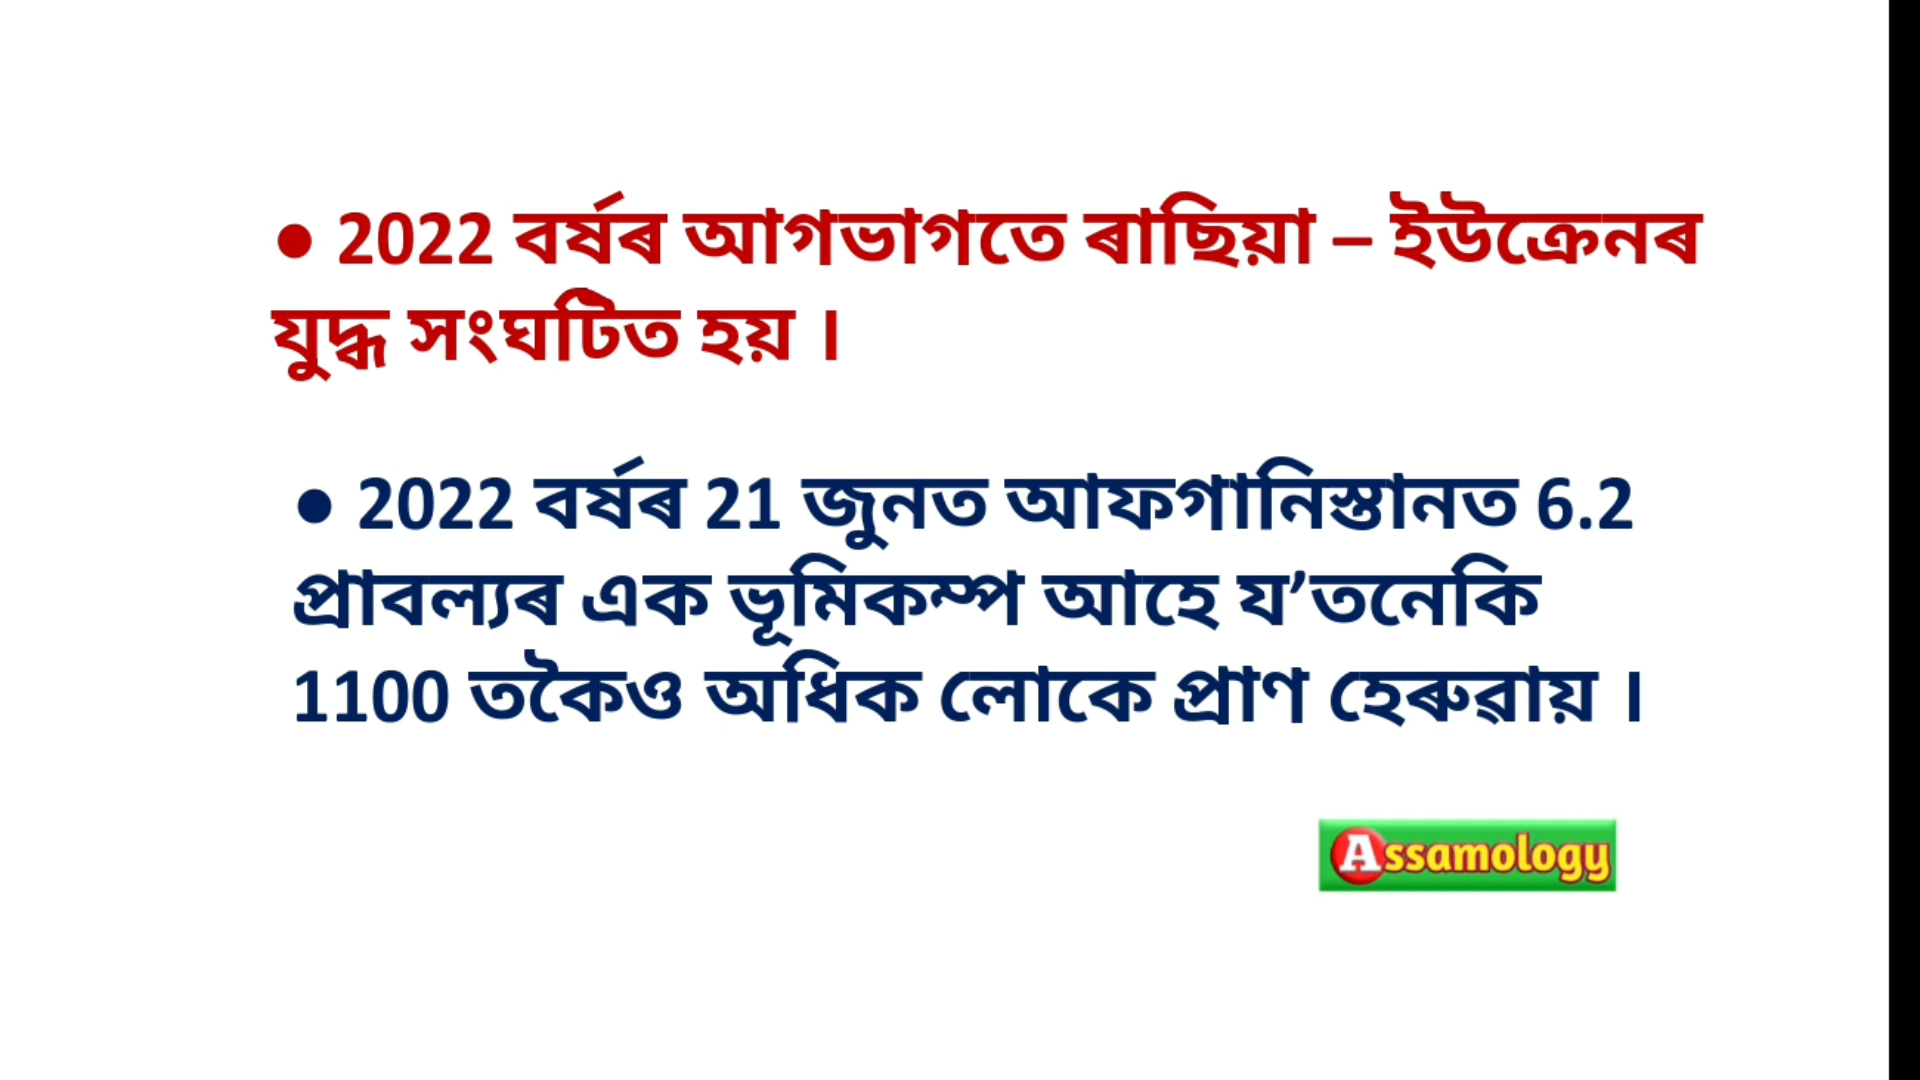 ● 2022 বৰ্ষৰ আগভাগতে ৰাছিয়া – ইউক্ৰেনৰ
যুদ্ধ সংঘটিত হয় ।
● 2022 বৰ্ষৰ 21 জুনত আফগানিস্তানত 6.2
প্ৰাবল্যৰ এক ভূমিকম্প আহে য’তনেকি
1100 তকৈও অধিক লোকে প্ৰাণ হেৰুৱায় ।
Assamology